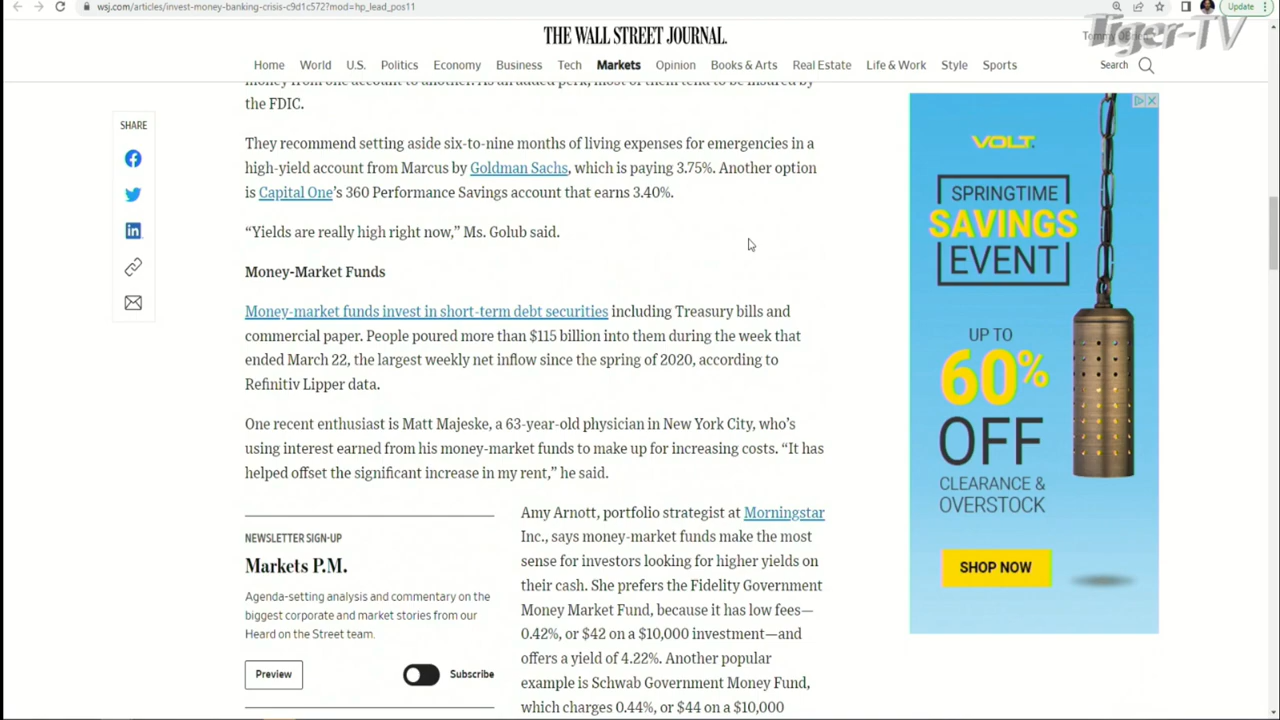 wsj.com/articles/invest-money-banking-crisis-c9d1c572?mod=hp_lead_pos11
Update
Tiger-TV
THE WALL STREET JOURNAL.
Home World U.S. Politics Economy Business Tech Markets Opinion Books & Arts Real Estate Life & Work Style Sports
Search
SHARE
money from one account to another. As an added perk, most of them tend to be insured by
the FDIC.
They recommend setting aside six-to-nine months of living expenses for emergencies in a
high-yield account from Marcus by Goldman Sachs, which is paying 3.75%. Another option
is Capital One’s 360 Performance Savings account that earns 3.40%.
“Yields are really high right now,” Ms. Golub said.
Money-Market Funds
Money-market funds invest in short-term debt securities including Treasury bills and
commercial paper. People poured more than $115 billion into them during the week that
ended March 22, the largest weekly net inflow since the spring of 2020, according to
Refinitiv Lipper data.
One recent enthusiast is Matt Majeske, a 63-year-old physician in New York City, who’s
using interest earned from his money-market funds to make up for increasing costs. “It has
helped offset the significant increase in my rent,” he said.
NEWSLETTER SIGN-UP
Markets P.M.
Agenda-setting analysis and commentary on the
biggest corporate and market stories from our
Heard on the Street team.
Preview
Subscribe
Amy Arnott, portfolio strategist at Morningstar
Inc., says money-market funds make the most
sense for investors looking for higher yields on
their cash. She prefers the Fidelity Government
Money Market Fund, because it has low fees—
0.42%, or $42 on a $10,000 investment—and
offers a yield of 4.22%. Another popular
example is Schwab Government Money Fund,
which charges 0.44%, or $44 on a $10,000
VOLT
SPRINGTIME
SAVINGS
EVENT
UP TO
60%
OFF
CLEARANCE &
OVERSTOCK
SHOP NOW